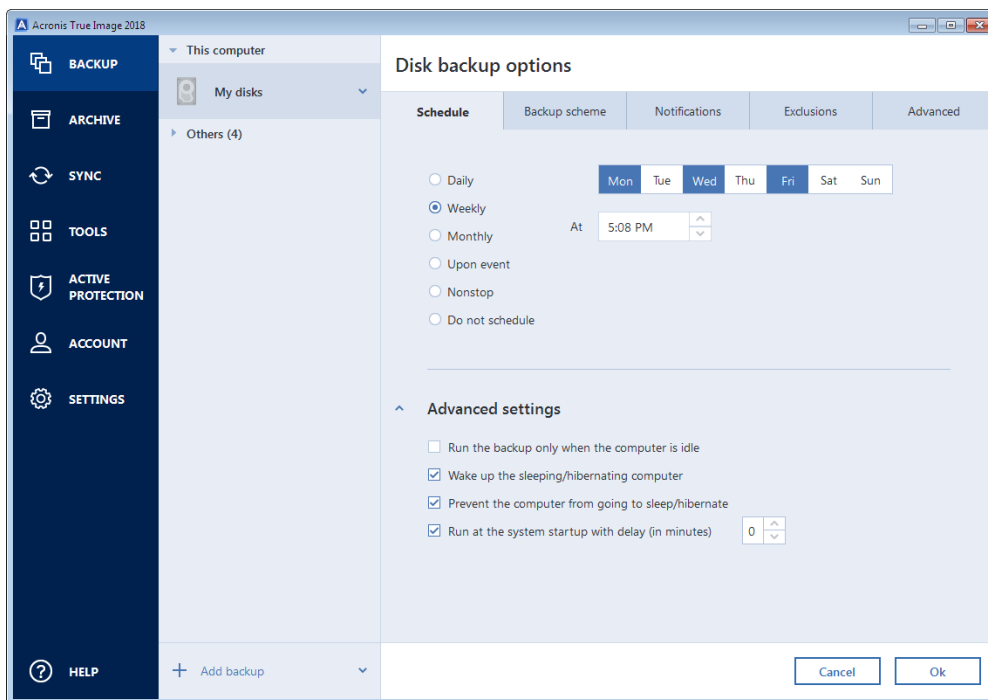 Acronis True Image 2018
BACKUP
ARCHIVE
SYNC
TOOLS
ACTIVE
PROTECTION
ACCOUNT
SETTINGS
HELP
This computer
My disks
Others (4)
Add backup
Disk backup options
Schedule Backup scheme Notifications Exclusions Advanced
Daily
Weekly
Monthly
Upon event
Nonstop
Do not schedule
Mon Tue Wed Thu Fri Sat Sun
At 5:08 PM
Advanced settings
Run the backup only when the computer is idle
Wake up the sleeping/hibernating computer
Prevent the computer from going to sleep/hibernate
Run at the system startup with delay (in minutes) 0
Cancel Ok